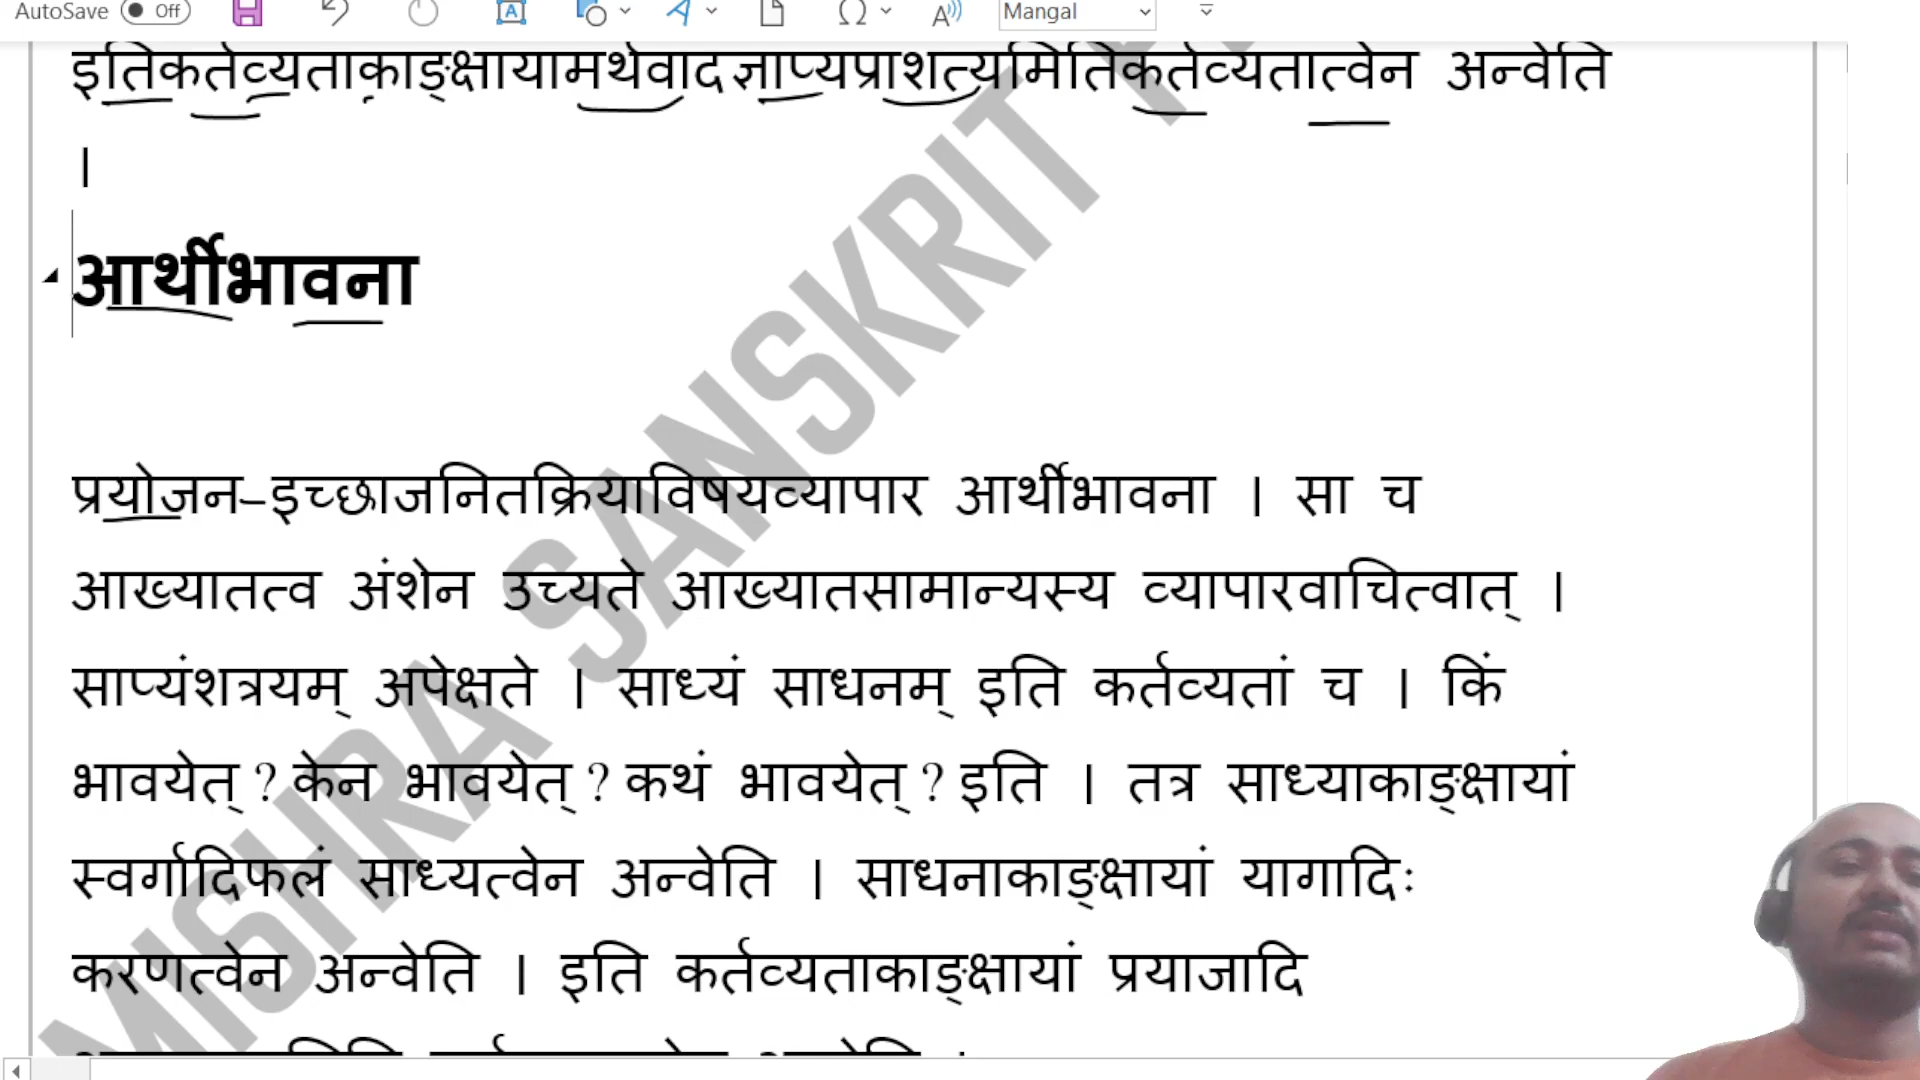 AutoSave Off Mangal
इतिकर्तव्यताकाङ्क्षायामर्थवादज्ञाप्यप्राशत्यमितिकर्तव्यतात्वेन अन्वेति
।
आर्थीभावना
प्रयोजन–इच्छाजनितक्रियाविषयव्यापार आर्थीभावना । सा च
आख्यातत्व अंशेन उच्यते आख्यातसामान्यस्य व्यापारवाचित्वात् ।
साप्यंशत्रयम् अपेक्षते । साध्यं साधनम् इति कर्तव्यतां च । किं
भावयेत् ? केन भावयेत् ? कथं भावयेत् ? इति । तत्र साध्याकाङ्क्षायां
स्वर्गादिफलं साध्यत्वेन अन्वेति । साधनाकाङ्क्षायां यागादिः
करणत्वेन अन्वेति । इति कर्तव्यताकाङ्क्षायां प्रयाजादि
MISHRA SANSKRIT